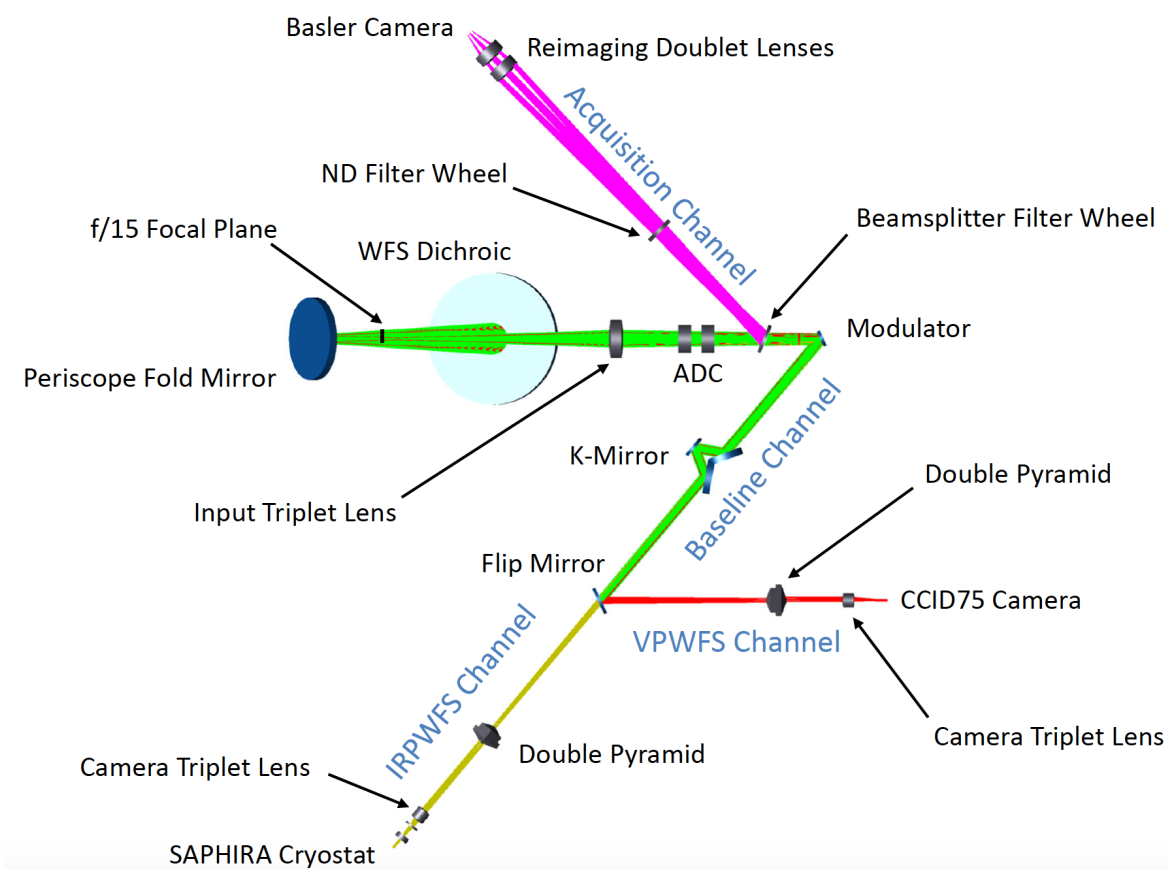 Basler Camera
Reimaging Doublet Lenses
Acquisition Channel
ND Filter Wheel
Beamsplitter Filter Wheel
f/15 Focal Plane
WFS Dichroic
Modulator
Periscope Fold Mirror
ADC
K-Mirror
Baseline Channel
Double Pyramid
Input Triplet Lens
Flip Mirror
CCID75 Camera
VPWFS Channel
IRPWFS Channel
Camera Triplet Lens
Double Pyramid
Camera Triplet Lens
SAPHIRA Cryostat